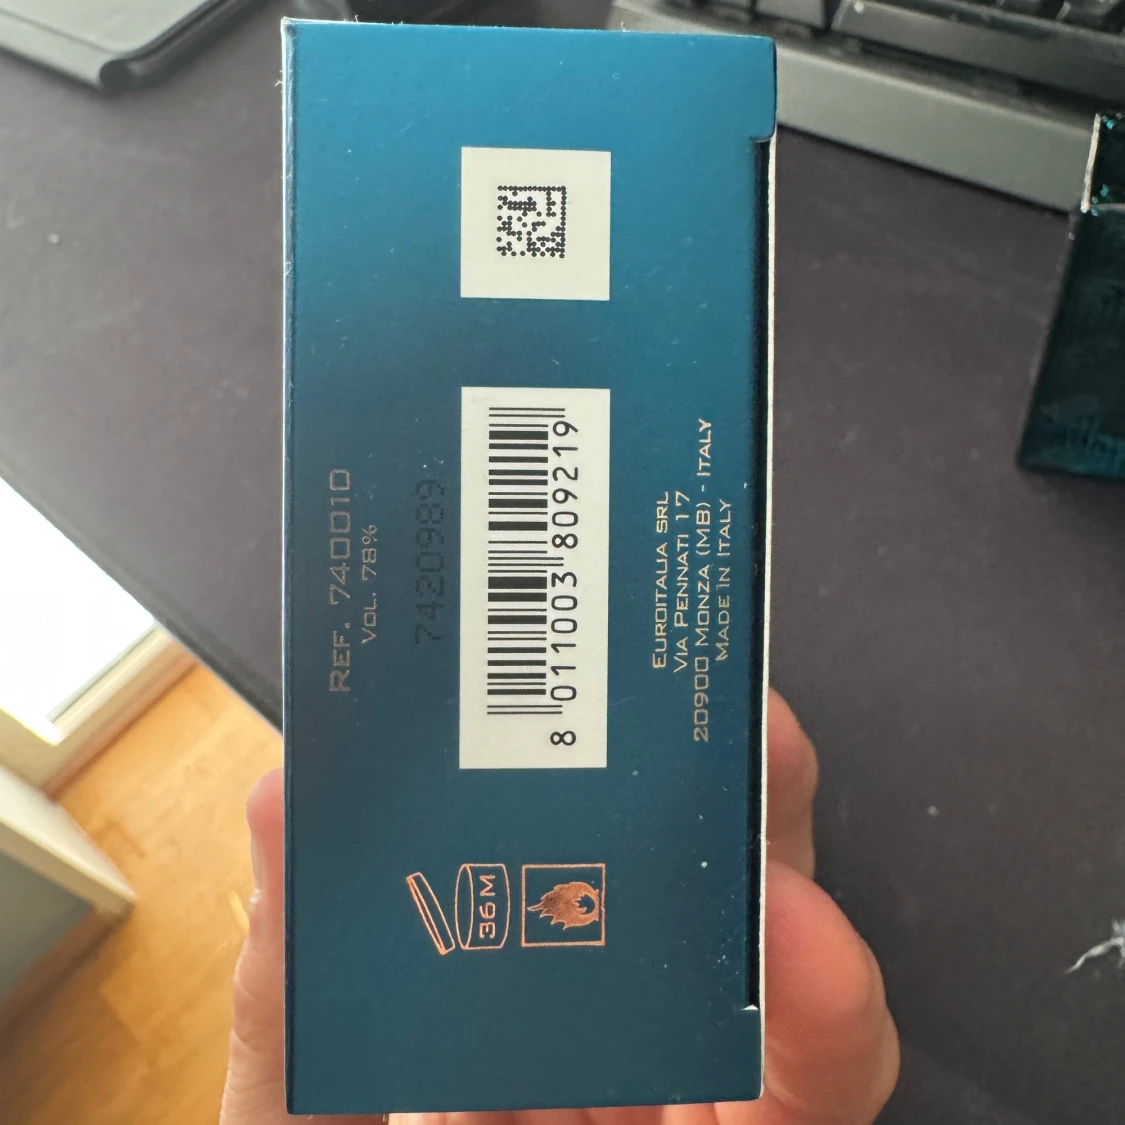 REF. 740010
VOL. 78%
7420989
8 011003 809219
EUROITALIA SRL
VIA PENNATI 17
20900 MONZA (MB) - ITALY
MADE IN ITALY
36M